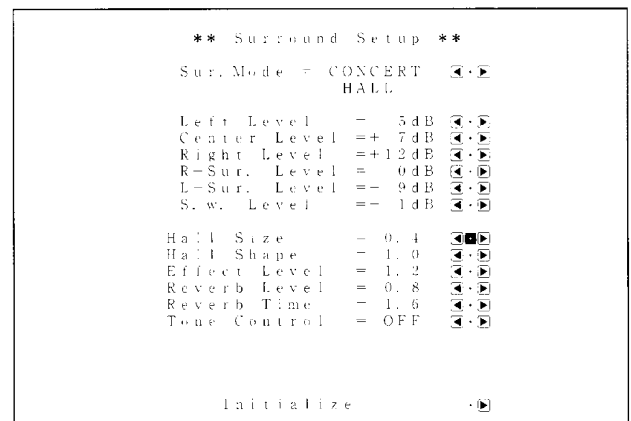 ** Surround Setup **
Sur. Mode = CONCERT ◀・▶
HALL
Left Level = 5dB ◀・▶
Center Level =+ 7dB ◀・▶
Right Level =+12dB ◀・▶
R-Sur. Level = 0dB ◀・▶
L-Sur. Level =- 9dB ◀・▶
S.w. Level =- 1dB ◀・▶
Hall Size = 0.4 ◀・▶
Hall Shape = 1.0 ◀・▶
Effect Level = 1.2 ◀・▶
Reverb Level = 0.8 ◀・▶
Reverb Time = 1.6 ◀・▶
Tone Control = OFF ◀・▶
Initialize ・▶